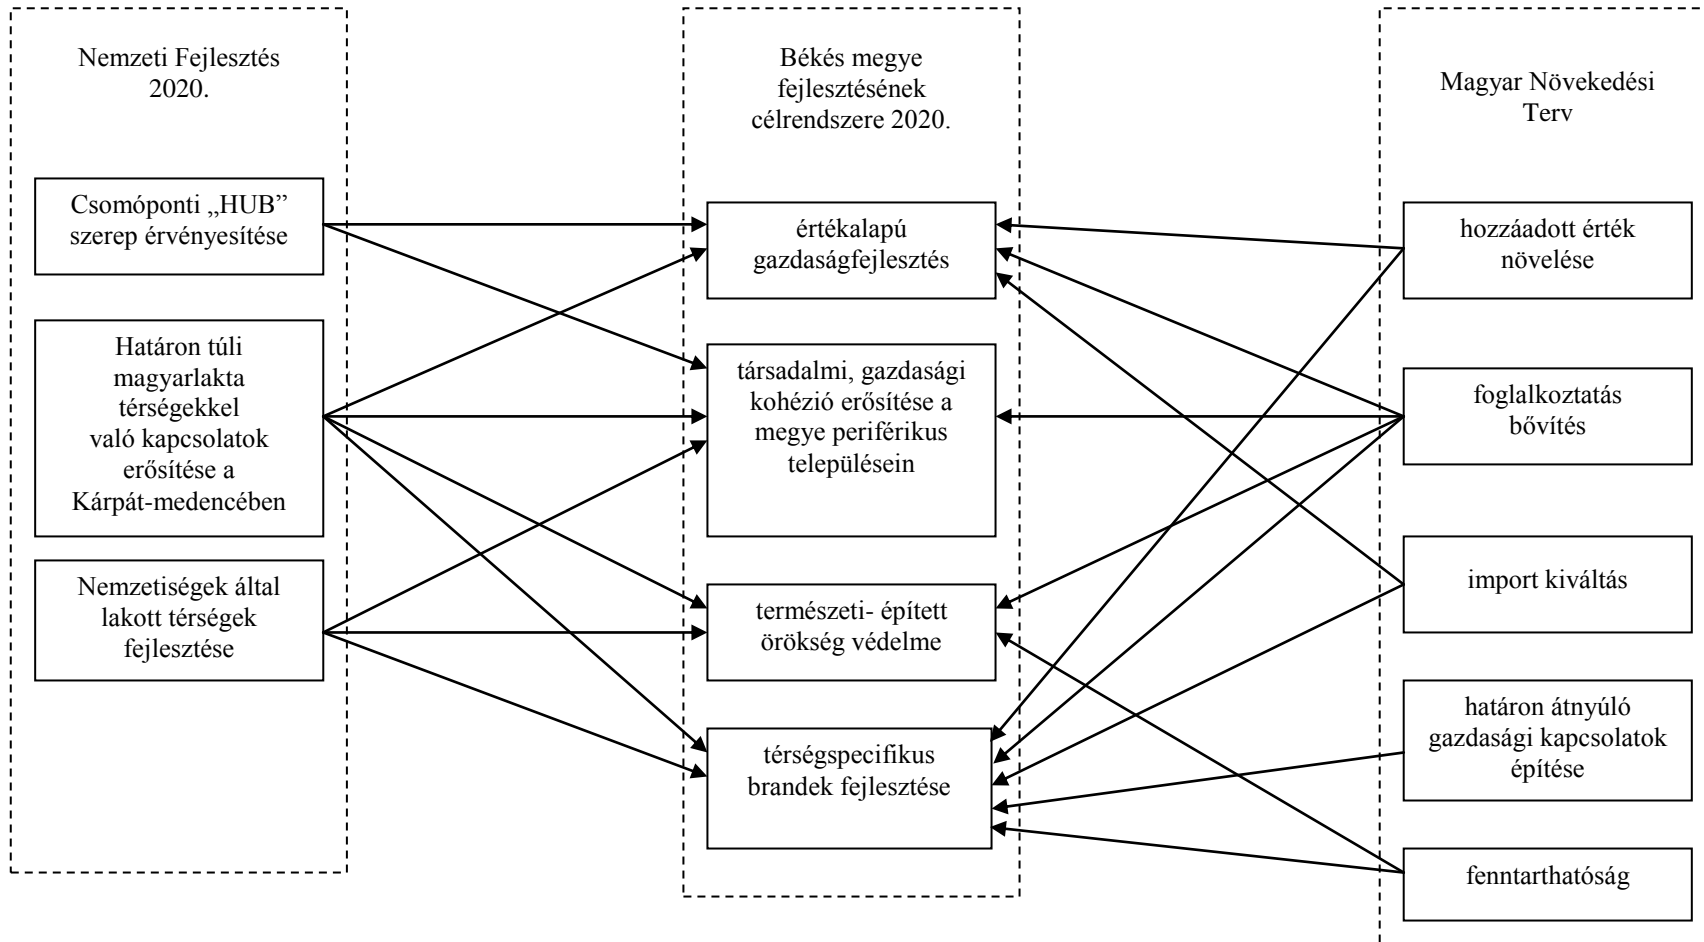 Nemzeti Fejlesztés
2020.
Csomóponti „HUB”
szerep érvényesítése
Határon túli
magyarlakta
térségekkel
való kapcsolatok
erősítése a
Kárpát-medencében
Nemzetiségek által
lakott térségek
fejlesztése
Békés megye
fejlesztésének
célrendszere 2020.
értékalapú
gazdaságfejlesztés
társadalmi, gazdasági
kohézió erősítése a
megye periférikus
településein
természeti- épített
örökség védelme
térségspecifikus
brandek fejlesztése
Magyar Növekedési
Terv
hozzáadott érték
növelése
foglalkoztatás
bővítés
import kiváltás
határon átnyúló
gazdasági kapcsolatok
építése
fenntarthatóság